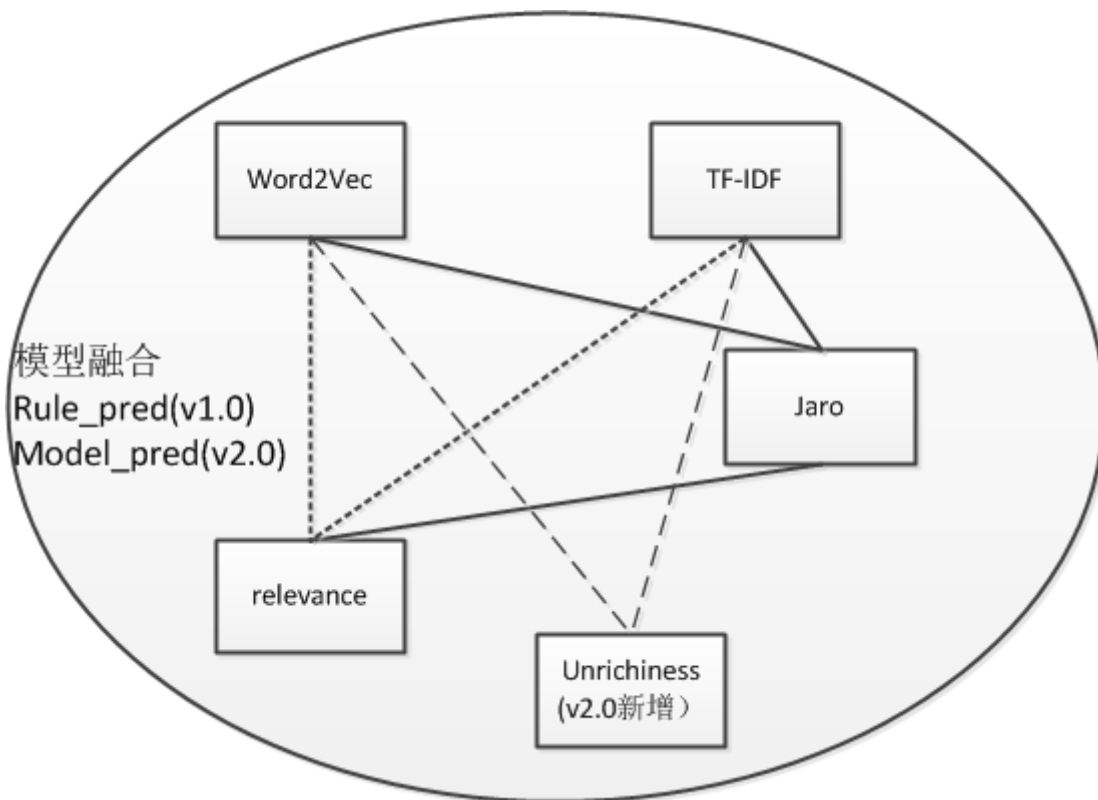 Word2Vec
TF-IDF
模型融合
Rule_pred(v1.0)
Model_pred(v2.0)
Jaro
relevance
Unrichiness
(v2.0新增）